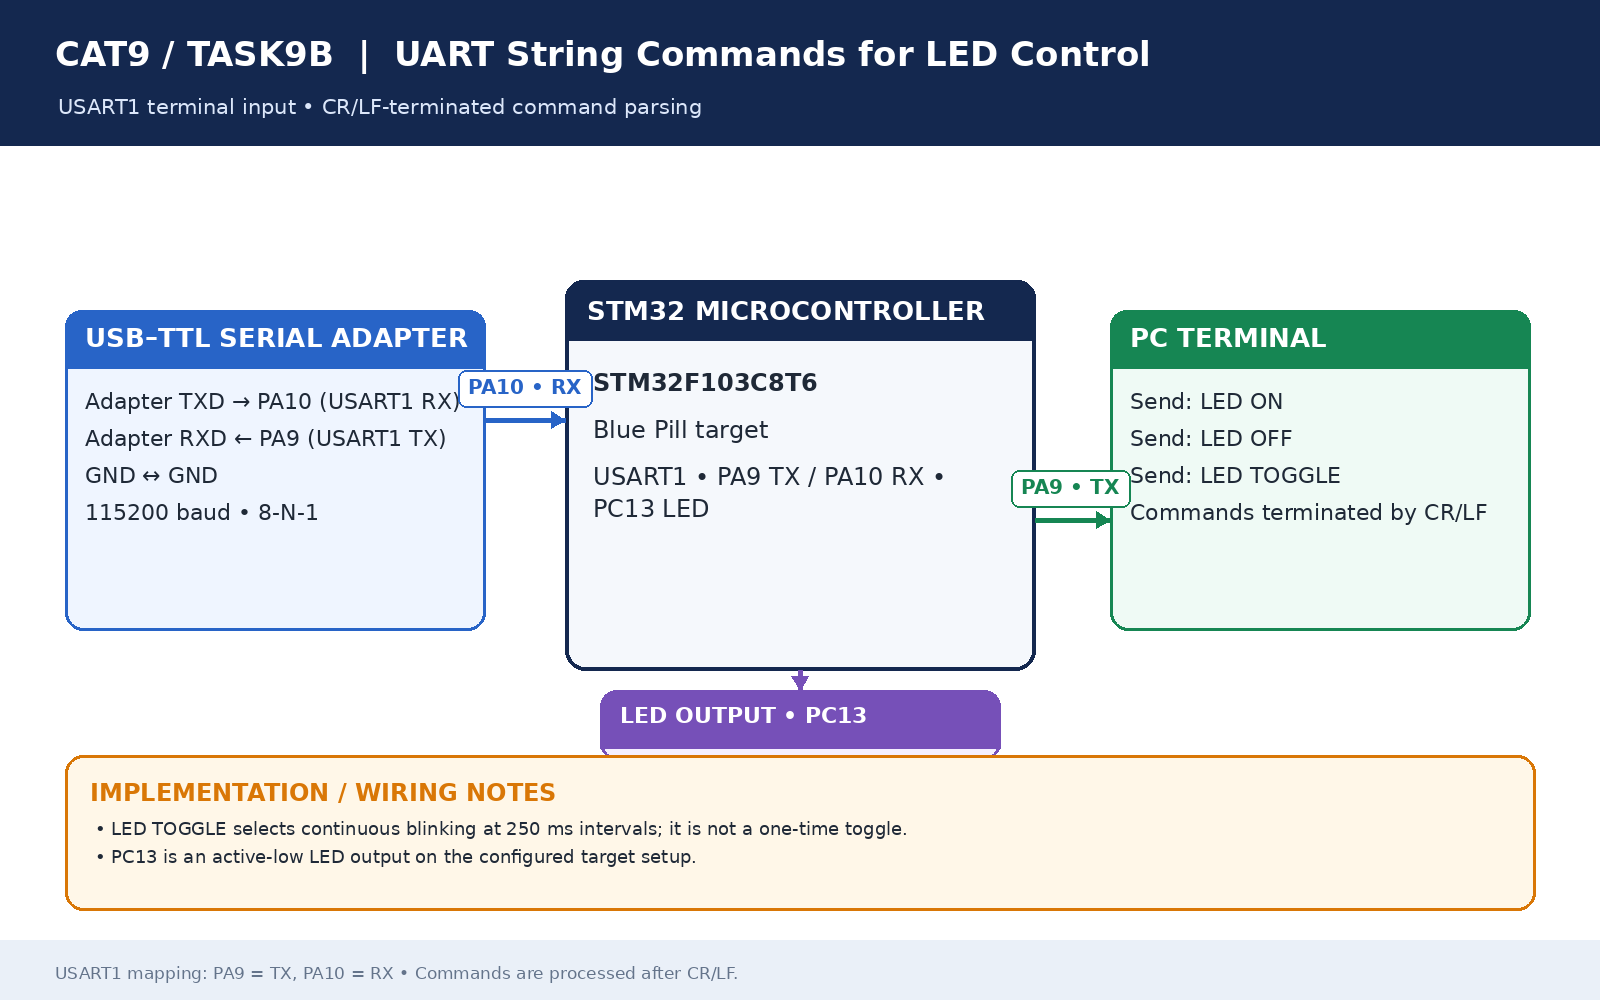 CAT9 / TASK9B | UART String Commands for LED Control
USART1 terminal input • CR/LF-terminated command parsing
USB–TTL SERIAL ADAPTER
Adapter TXD → PA10 (USART1 RX)
Adapter RXD ← PA9 (USART1 TX)
GND ↔ GND
115200 baud • 8-N-1
PA10 • RX
STM32 MICROCONTROLLER
STM32F103C8T6
Blue Pill target
USART1 • PA9 TX / PA10 RX •
PC13 LED
PA9 • TX
PC TERMINAL
Send: LED ON
Send: LED OFF
Send: LED TOGGLE
Commands terminated by CR/LF
LED OUTPUT • PC13
IMPLEMENTATION / WIRING NOTES
• LED TOGGLE selects continuous blinking at 250 ms intervals; it is not a one-time toggle.
• PC13 is an active-low LED output on the configured target setup.
USART1 mapping: PA9 = TX, PA10 = RX • Commands are processed after CR/LF.